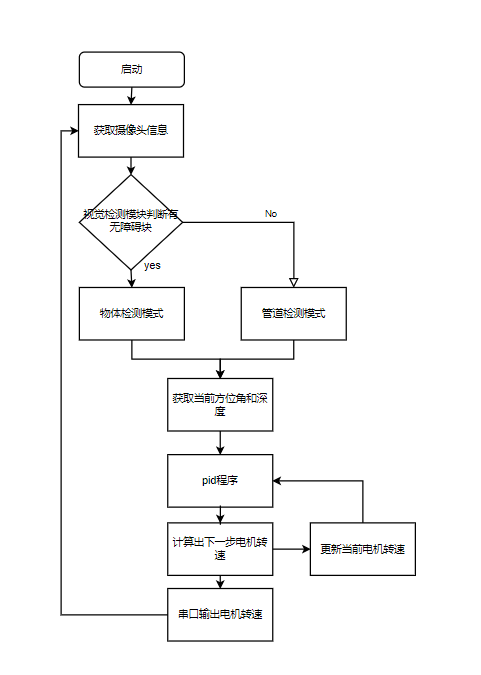 启动
获取摄像头信息
视觉检测模块判断有
无障碍块
No
yes
物体检测模式
管道检测模式
获取当前方位角和深
度
pid程序
计算出下一步电机转
速
更新当前电机转速
串口输出电机转速